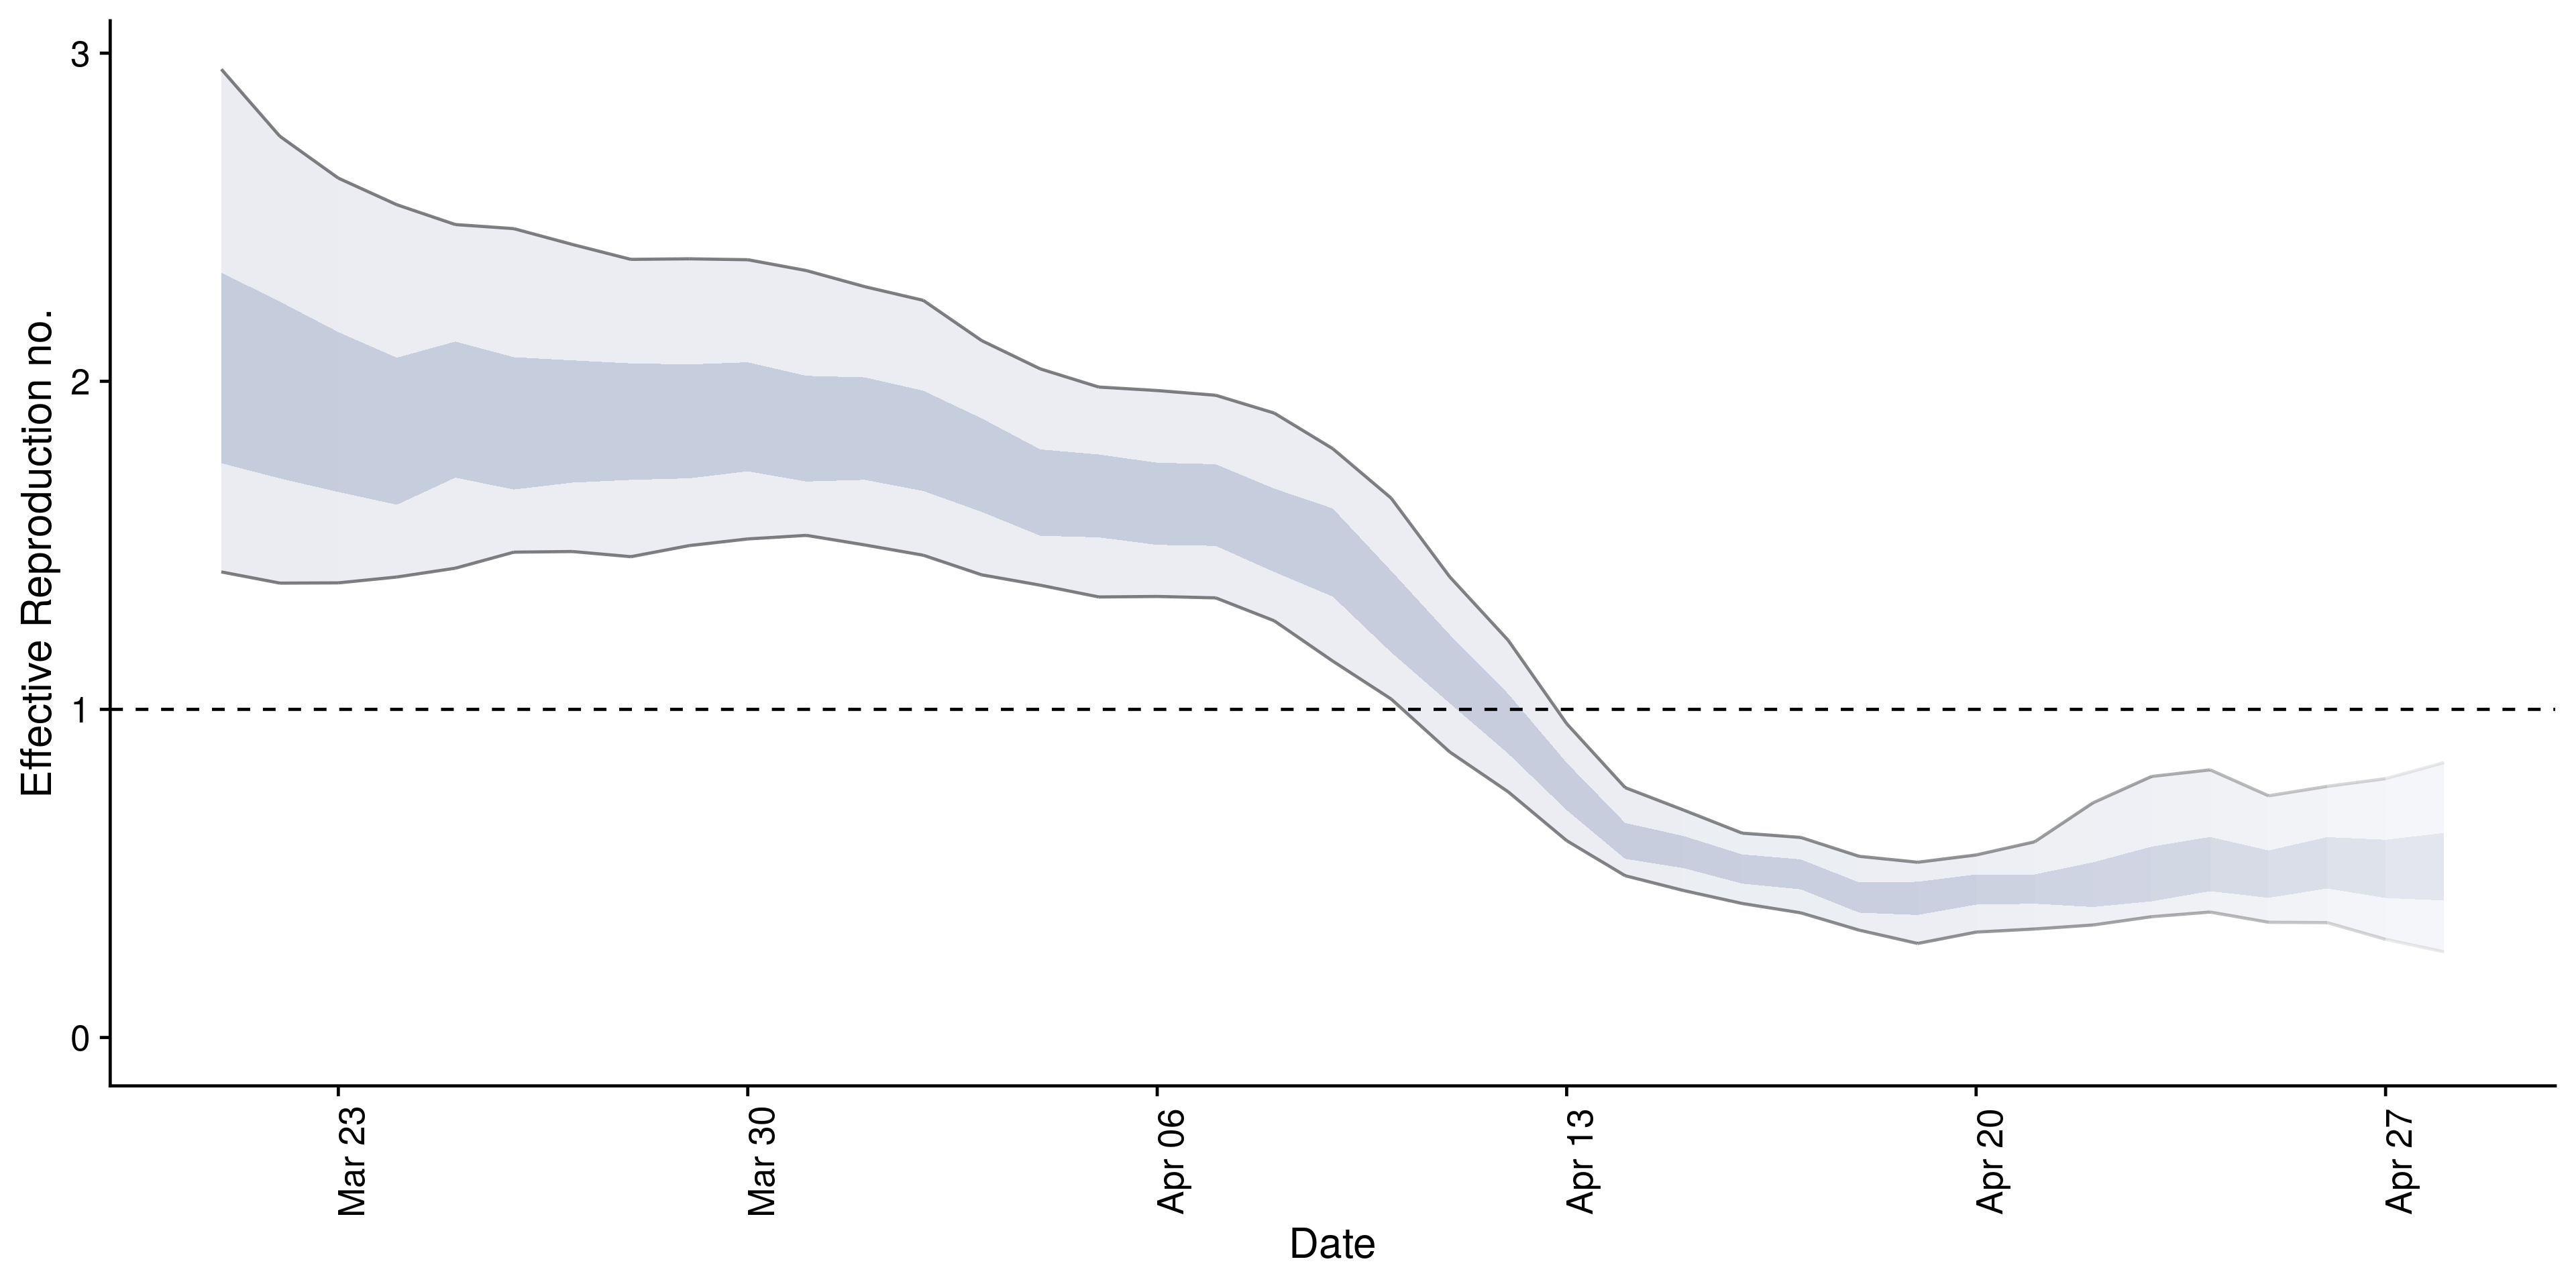 Effective Reproduction no.
3
2
1
0
Mar 23
Mar 30
Apr 06
Apr 13
Apr 20
Apr 27
Date